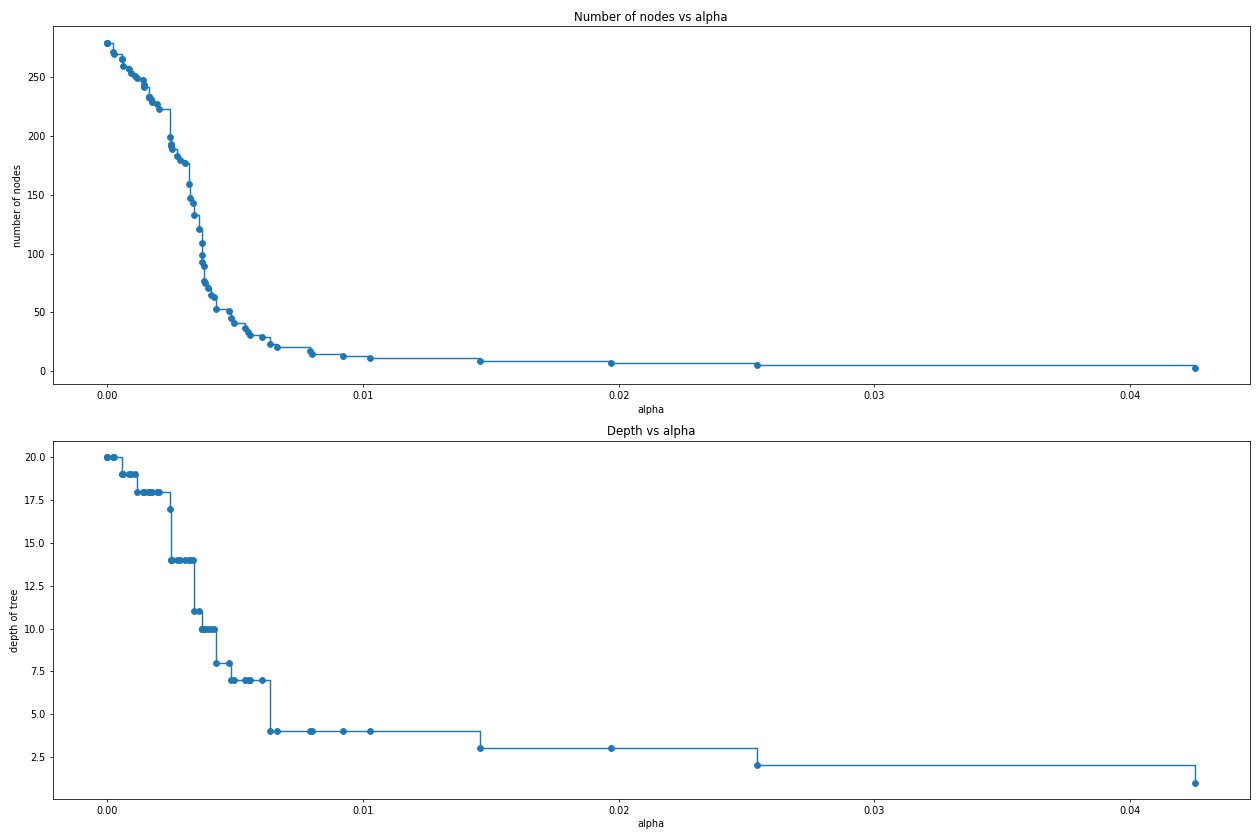 Number of nodes vs alpha
number of nodes
250
200
150
100
50
0
0.00 0.01 0.02 0.03 0.04
alpha
Depth vs alpha
depth of tree
20.0
17.5
15.0
12.5
10.0
7.5
5.0
2.5
0.00 0.01 0.02 0.03 0.04
alpha